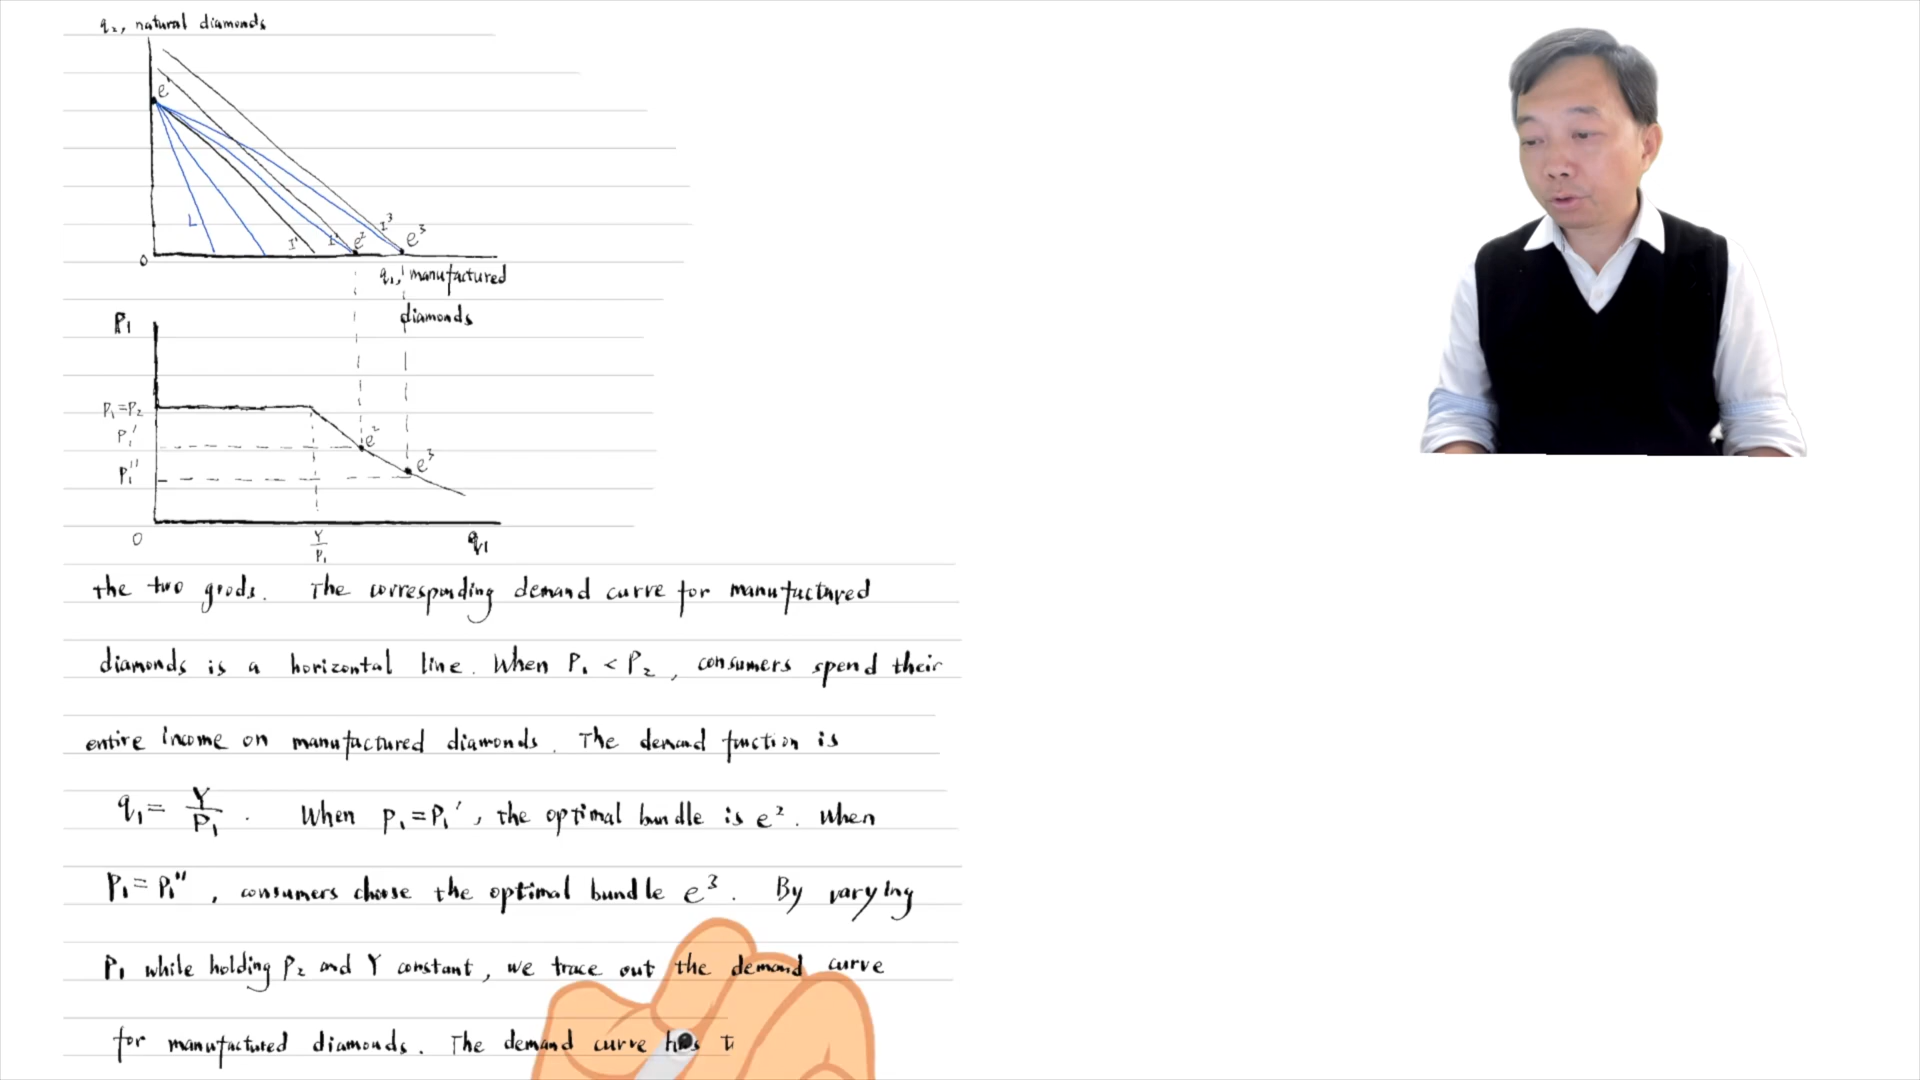 q₂, natural diamonds
e¹
L
I¹
I²
e²
I³
e³
0
q₁, manufactured
diamonds
P₁
P₁=P₂
P₁'
e²
P₁''
e³
0
Y/P₁
q₁
the two goods. The corresponding demand curve for manufactured
diamonds is a horizontal line. When P₁ < P₂, consumers spend their
entire income on manufactured diamonds. The demand function is
q₁ = Y/P₁. When P₁=P₁', the optimal bundle is e². When
P₁=P₁'', consumers choose the optimal bundle e³. By varying
P₁ while holding P₂ and Y constant, we trace out the demand curve
for manufactured diamonds. The demand curve has t